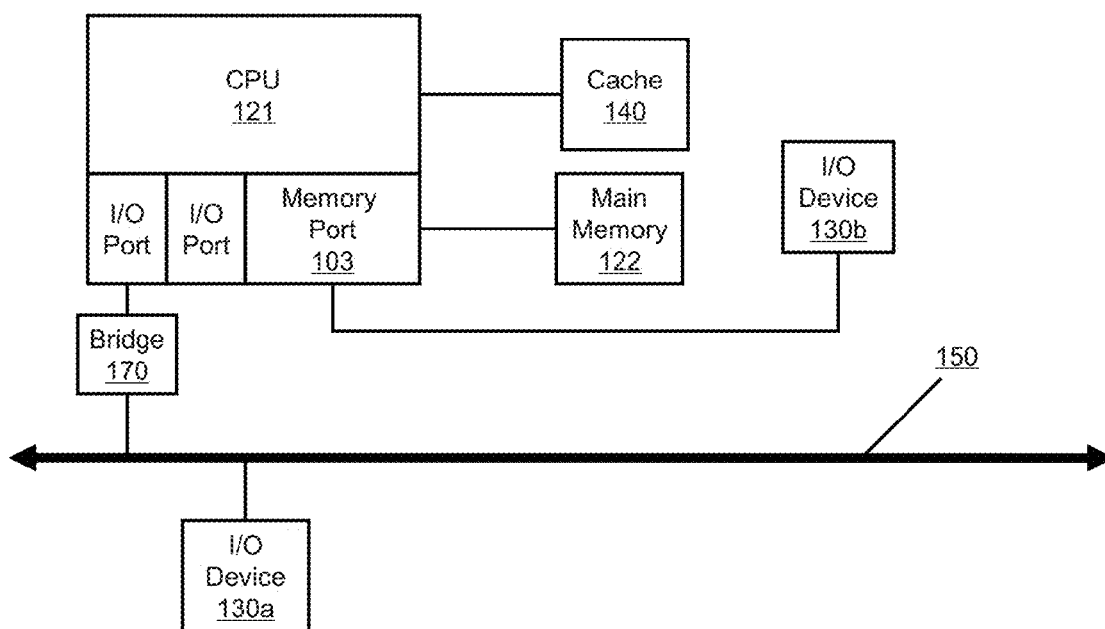 CPU
121
Cache
140
I/O
Device
130b
I/O
Port
I/O
Port
Memory
Port
103
Main
Memory
122
Bridge
170
150
I/O
Device
130a